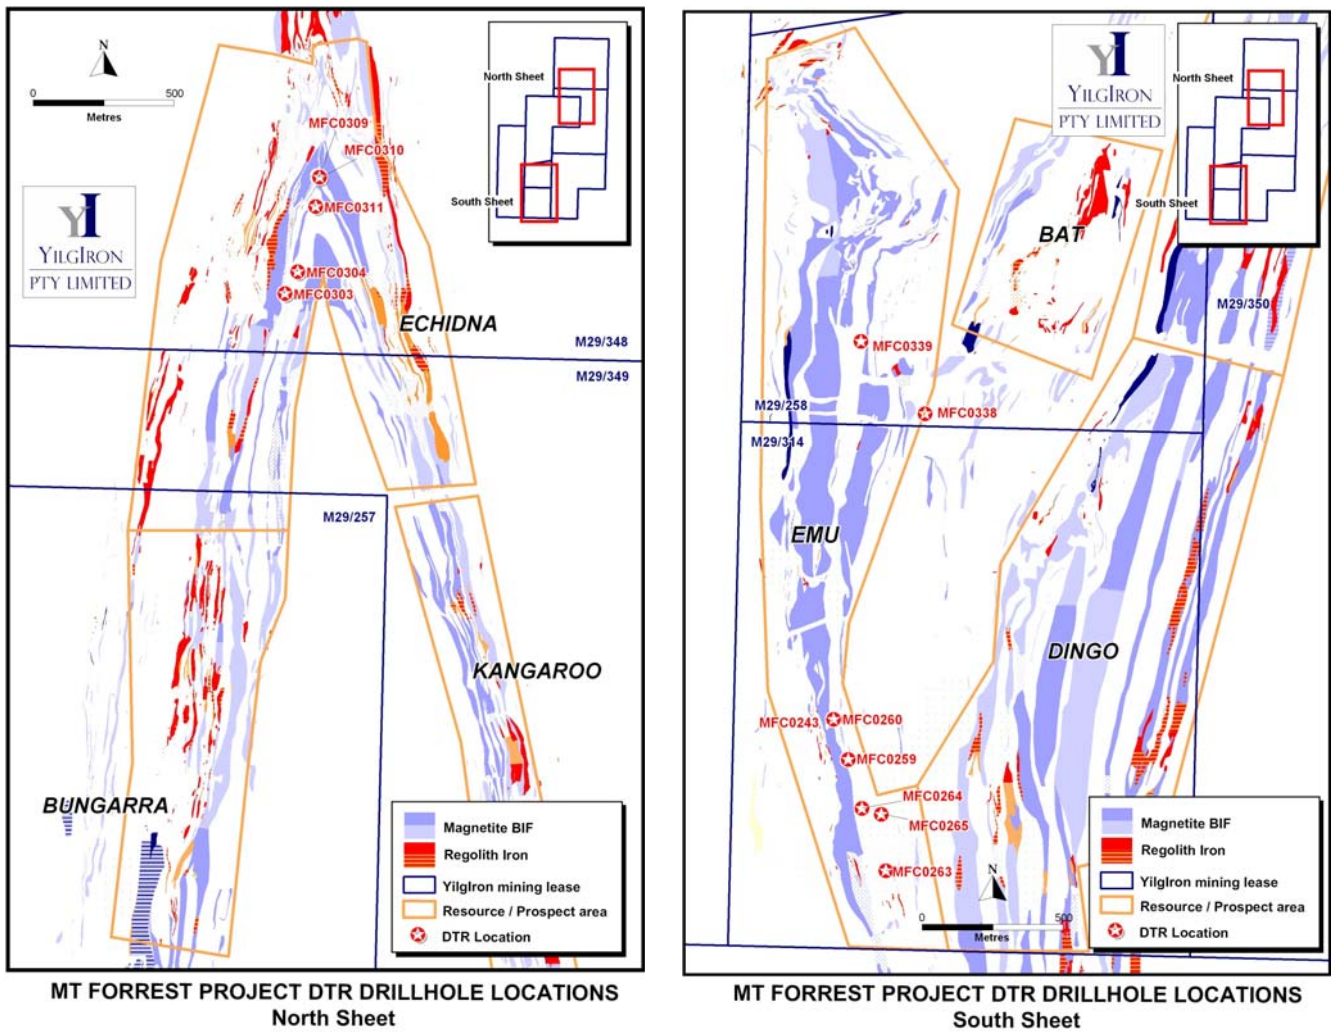 N
0
500
Metres
YI
YILGIRON
PTY LIMITED
North Sheet
South Sheet
MFC0309
MFC0310
MFC0311
MFC0304
MFC0303
ECHIDNA
M29/348
M29/349
M29/257
KANGAROO
BUNGARRA
Magnetite BIF
Regolith Iron
YilgIron mining lease
Resource / Prospect area
DTR Location
MT FORREST PROJECT DTR DRILLHOLE LOCATIONS
North Sheet
YI
YILGIRON
PTY LIMITED
North Sheet
South Sheet
BAT
M29/350
MFC0339
MFC0338
M29/258
M29/314
EMU
DINGO
MFC0243
MFC0260
MFC0259
MFC0264
MFC0265
MFC0263
N
0
500
Metres
Magnetite BIF
Regolith Iron
YilgIron mining lease
Resource / Prospect area
DTR Location
MT FORREST PROJECT DTR DRILLHOLE LOCATIONS
South Sheet